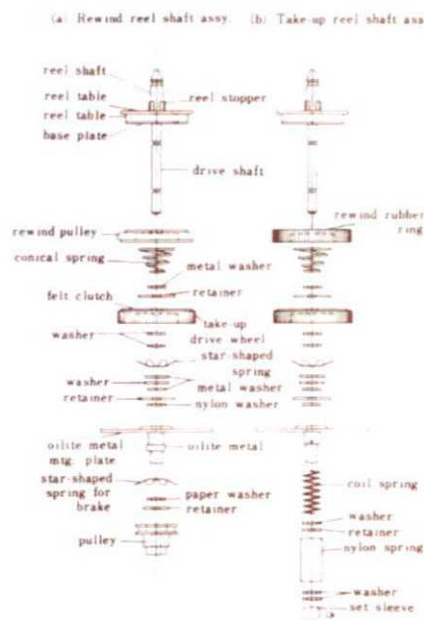 (a) Rewind reel shaft assy. (b) Take-up reel shaft ass
reel shaft
reel table
reel stopper
reel table
base plate
drive shaft
rewind pulley
rewind rubber
ring
conical spring
metal washer
retainer
felt clutch
take-up
drive wheel
washer
star-shaped
spring
washer
metal washer
retainer
nylon washer
oilite metal
mtg. plate
oilite metal
star-shaped
spring for
brake
paper washer
retainer
pulley
coil spring
washer
retainer
nylon spring
washer
set sleeve